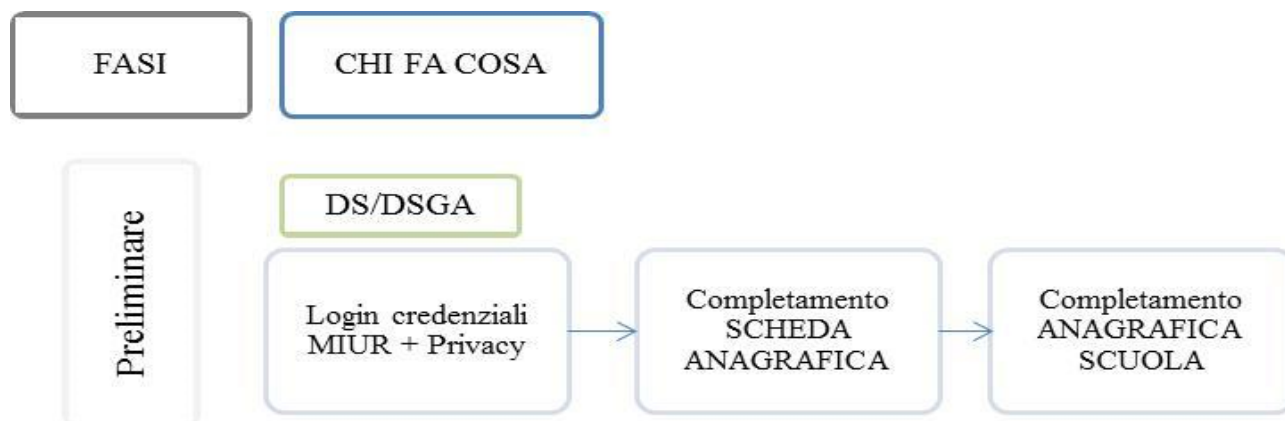 FASI
CHI FA COSA
Preliminare
DS/DSGA
Login credenziali
MIUR + Privacy
Completamento
SCHEDA
ANAGRAFICA
Completamento
ANAGRAFICA
SCUOLA